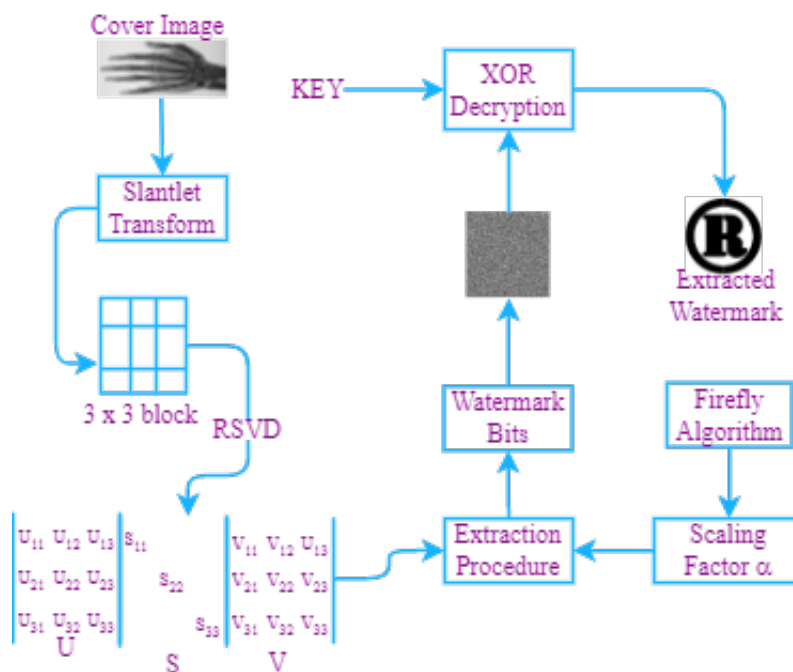 Cover Image
Slantlet
Transform
3 x 3 block
RSVD
U11 U12 U13
U21 U22 U23
U31 U32 U33
U
S11
S22
S33
S
V11 V12 U13
V21 V22 V23
V31 V32 V33
V
KEY
XOR
Decryption
R
Extracted
Watermark
Watermark
Bits
Firefly
Algorithm
Extraction
Procedure
Scaling
Factor α